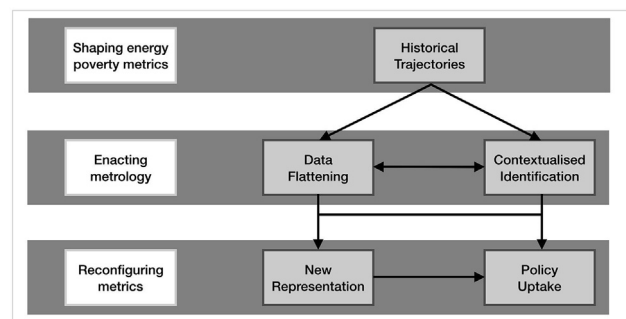 Shaping energy
poverty metrics
Historical
Trajectories
Enacting
metrology
Data
Flattening
Contextualised
Identification
Reconfiguring
metrics
New
Representation
Policy
Uptake